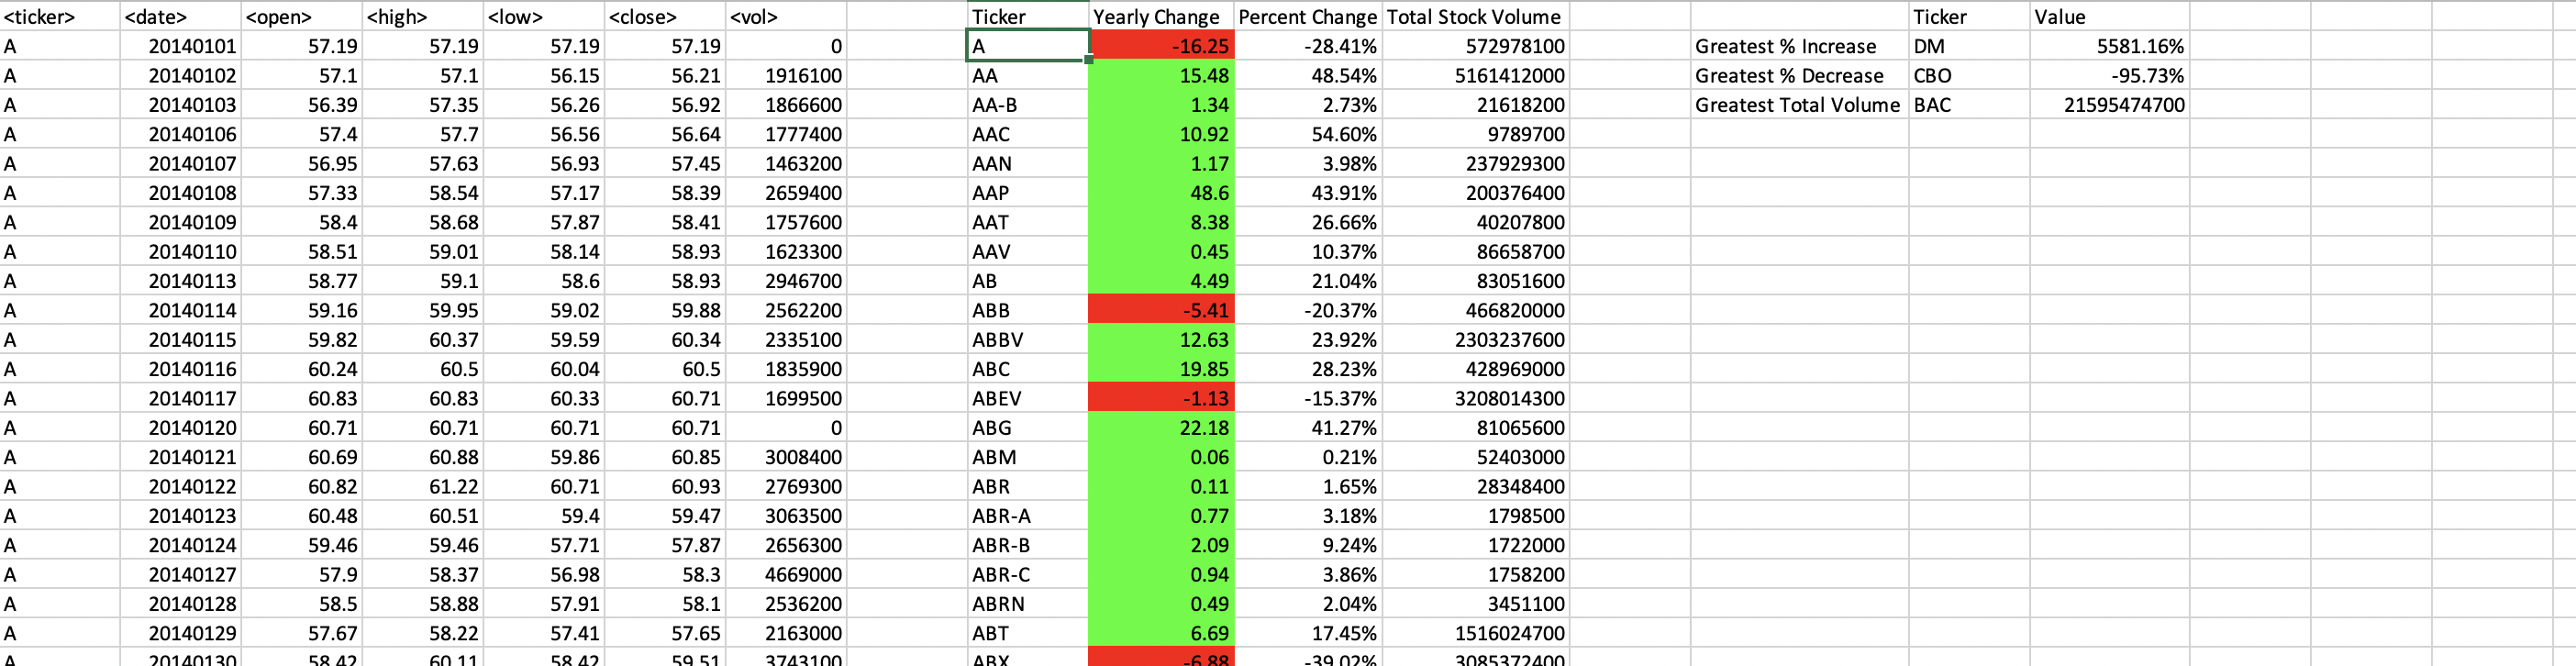 <ticker> <date> <open> <high> <low> <close> <vol> Ticker Yearly Change Percent Change Total Stock Volume Ticker Value
A 20140101 57.19 57.19 57.19 57.19 0 A -16.25 -28.41% 572978100 Greatest % Increase DM 5581.16%
A 20140102 57.1 57.1 56.15 56.21 1916100 AA 15.48 48.54% 5161412000 Greatest % Decrease CBO -95.73%
A 20140103 56.39 57.35 56.26 56.92 1866600 AA-B 1.34 2.73% 21618200 Greatest Total Volume BAC 21595474700
A 20140106 57.4 57.7 56.56 56.64 1777400 AAC 10.92 54.60% 9789700
A 20140107 56.95 57.63 56.93 57.45 1463200 AAN 1.17 3.98% 237929300
A 20140108 57.33 58.54 57.17 58.39 2659400 AAP 48.6 43.91% 200376400
A 20140109 58.4 58.68 57.87 58.41 1757600 AAT 8.38 26.66% 40207800
A 20140110 58.51 59.01 58.14 58.93 1623300 AAV 0.45 10.37% 86658700
A 20140113 58.77 59.1 58.6 58.93 2946700 AB 4.49 21.04% 83051600
A 20140114 59.16 59.95 59.02 59.88 2562200 ABB -5.41 -20.37% 466820000
A 20140115 59.82 60.37 59.59 60.34 2335100 ABBV 12.63 23.92% 2303237600
A 20140116 60.24 60.5 60.04 60.5 1835900 ABC 19.85 28.23% 428969000
A 20140117 60.83 60.83 60.33 60.71 1699500 ABEV -1.13 -15.37% 3208014300
A 20140120 60.71 60.71 60.71 60.71 0 ABG 22.18 41.27% 81065600
A 20140121 60.69 60.88 59.86 60.85 3008400 ABM 0.06 0.21% 52403000
A 20140122 60.82 61.22 60.71 60.93 2769300 ABR 0.11 1.65% 28348400
A 20140123 60.48 60.51 59.4 59.47 3063500 ABR-A 0.77 3.18% 1798500
A 20140124 59.46 59.46 57.71 57.87 2656300 ABR-B 2.09 9.24% 1722000
A 20140127 57.9 58.37 56.98 58.3 4669000 ABR-C 0.94 3.86% 1758200
A 20140128 58.5 58.88 57.91 58.1 2536200 ABRN 0.49 2.04% 3451100
A 20140129 57.67 58.22 57.41 57.65 2163000 ABT 6.69 17.45% 1516024700
A 20140130 58.42 60.11 58.42 59.51 3743100 ABX -6.88 -39.02% 3085372400